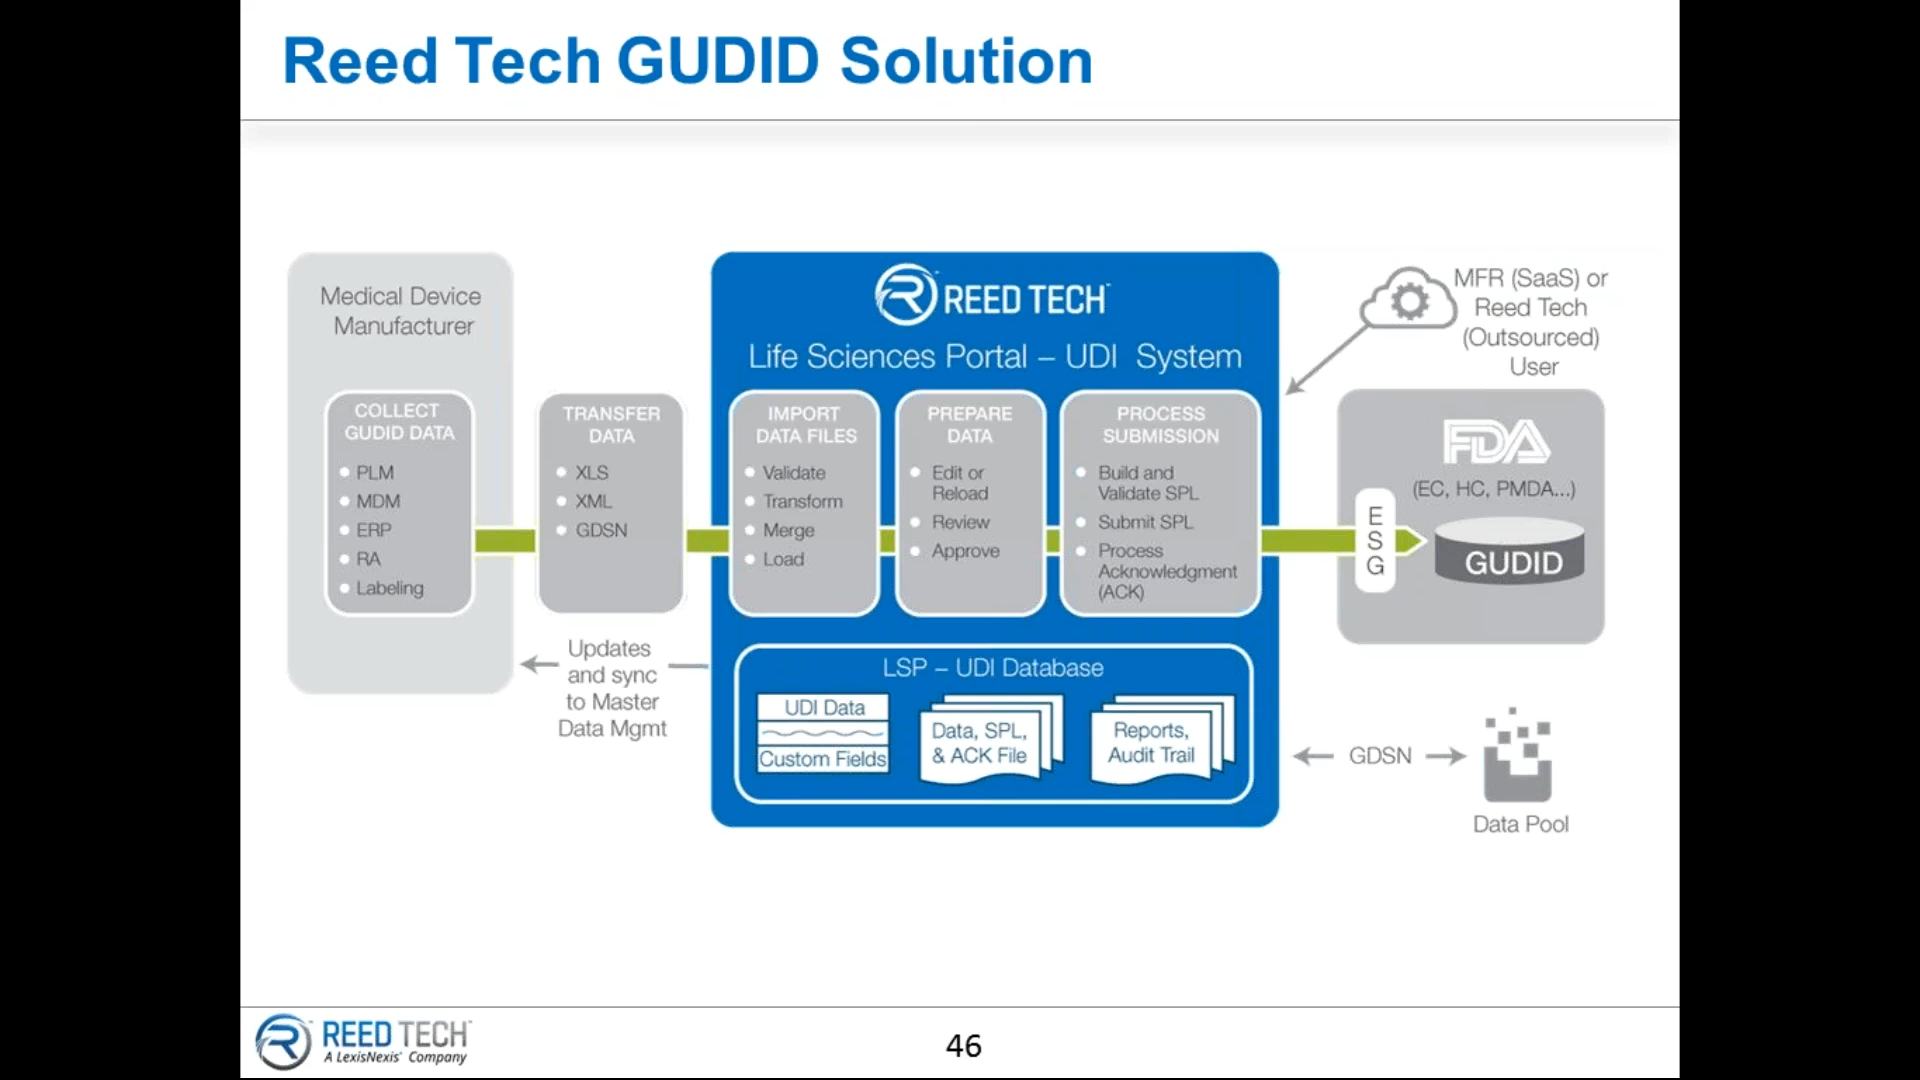 Reed Tech GUDID Solution
Medical Device
Manufacturer
COLLECT
GUDID DATA
PLM
MDM
ERP
RA
Labeling
TRANSFER
DATA
XLS
XML
GDSN
Updates
and sync
to Master
Data Mgmt
REED TECH™
Life Sciences Portal – UDI System
IMPORT
DATA FILES
Validate
Transform
Merge
Load
PREPARE
DATA
Edit or
Reload
Review
Approve
PROCESS
SUBMISSION
Build and
Validate SPL
Submit SPL
Process
Acknowledgment
(ACK)
LSP – UDI Database
UDI Data
Custom Fields
Data, SPL,
& ACK File
Reports,
Audit Trail
MFR (SaaS) or
Reed Tech
(Outsourced)
User
FDA
(EC, HC, PMDA...)
E
S
G
GUDID
GDSN
Data Pool
REED TECH™
A LexisNexis® Company
46